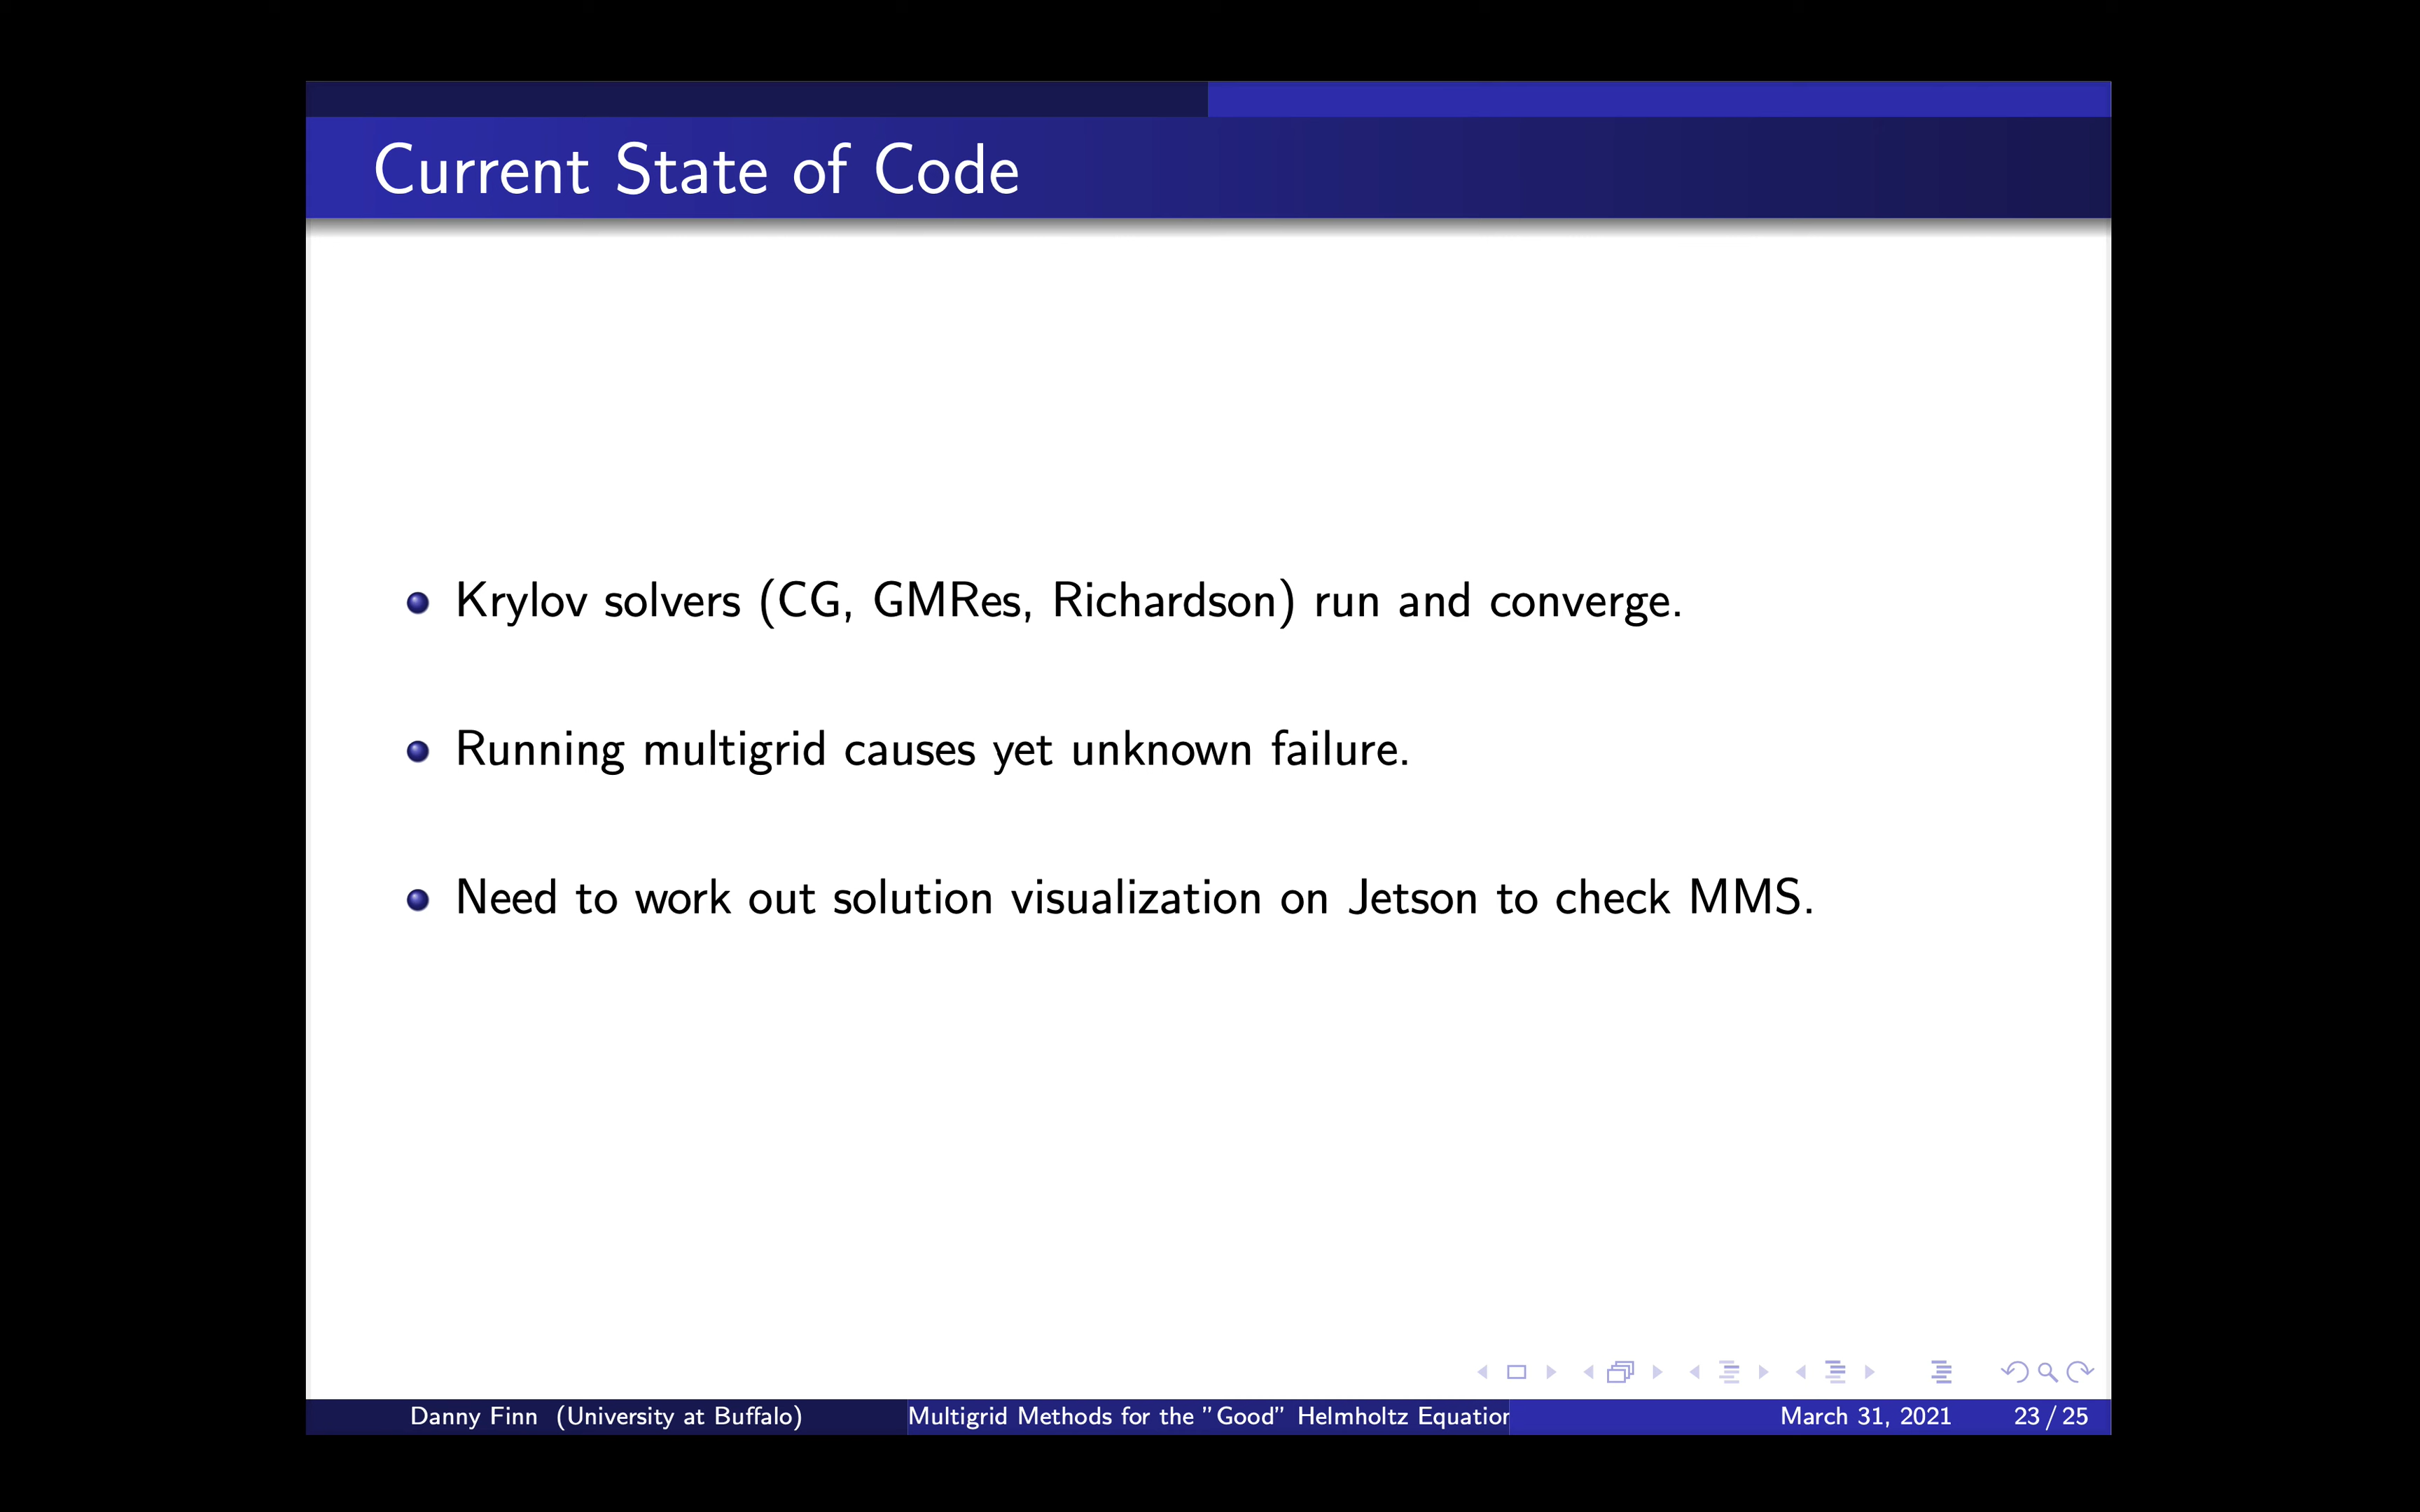 Current State of Code
Krylov solvers (CG, GMRes, Richardson) run and converge.
Running multigrid causes yet unknown failure.
Need to work out solution visualization on Jetson to check MMS.
Danny Finn (University at Buffalo) Multigrid Methods for the "Good" Helmholtz Equation March 31, 2021 23 / 25